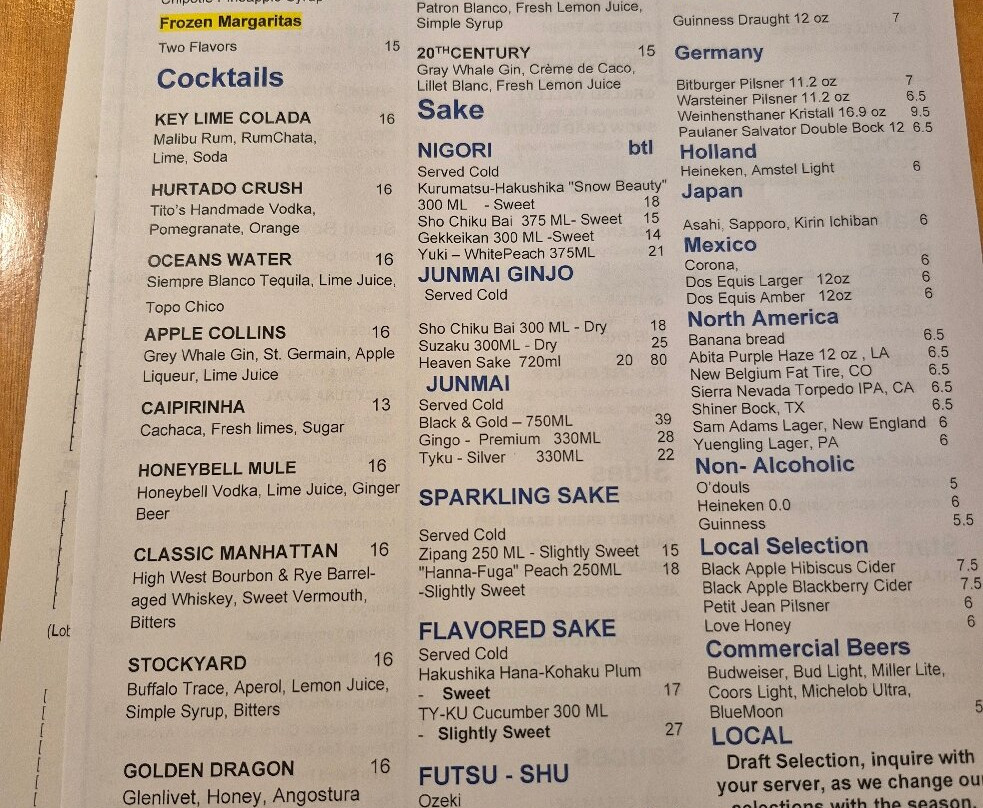 Chipotle Pineapple Syrup
Frozen Margaritas
Two Flavors 15
Cocktails
KEY LIME COLADA 16
Malibu Rum, RumChata,
Lime, Soda
HURTADO CRUSH 16
Tito's Handmade Vodka,
Pomegranate, Orange
OCEANS WATER 16
Siempre Blanco Tequila, Lime Juice,
Topo Chico
APPLE COLLINS 16
Grey Whale Gin, St. Germain, Apple
Liqueur, Lime Juice
CAIPIRINHA 13
Cachaca, Fresh limes, Sugar
HONEYBELL MULE 16
Honeybell Vodka, Lime Juice, Ginger
Beer
CLASSIC MANHATTAN 16
High West Bourbon & Rye Barrel-
aged Whiskey, Sweet Vermouth,
Bitters
STOCKYARD 16
Buffalo Trace, Aperol, Lemon Juice,
Simple Syrup, Bitters
GOLDEN DRAGON 16
Glenlivet, Honey, Angostura
(Lot
Patron Blanco, Fresh Lemon Juice,
Simple Syrup
20THCENTURY 15
Gray Whale Gin, Crème de Caco,
Lillet Blanc, Fresh Lemon Juice
Sake
NIGORI btl
Served Cold
Kurumatsu-Hakushika "Snow Beauty"
300 ML - Sweet 18
Sho Chiku Bai 375 ML- Sweet 15
Gekkeikan 300 ML -Sweet 14
Yuki – WhitePeach 375ML 21
JUNMAI GINJO
Served Cold
Sho Chiku Bai 300 ML - Dry 18
Suzaku 300ML - Dry 25
Heaven Sake 720ml 20 80
JUNMAI
Served Cold
Black & Gold – 750ML 39
Gingo - Premium 330ML 28
Tyku - Silver 330ML 22
SPARKLING SAKE
Served Cold
Zipang 250 ML - Slightly Sweet 15
"Hanna-Fuga" Peach 250ML 18
-Slightly Sweet
FLAVORED SAKE
Served Cold
Hakushika Hana-Kohaku Plum
- Sweet 17
TY-KU Cucumber 300 ML
- Slightly Sweet 27
FUTSU - SHU
Ozeki
Guinness Draught 12 oz 7
Germany
Bitburger Pilsner 11.2 oz 7
Warsteiner Pilsner 11.2 oz 6.5
Weinhensthaner Kristall 16.9 oz 9.5
Paulaner Salvator Double Bock 12 6.5
Holland
Heineken, Amstel Light 6
Japan
Asahi, Sapporo, Kirin Ichiban 6
Mexico
Corona, 6
Dos Equis Larger 12oz 6
Dos Equis Amber 12oz 6
North America
Banana bread 6.5
Abita Purple Haze 12 oz , LA 6.5
New Belgium Fat Tire, CO 6.5
Sierra Nevada Torpedo IPA, CA 6.5
Shiner Bock, TX 6.5
Sam Adams Lager, New England 6
Yuengling Lager, PA 6
Non- Alcoholic
O'douls 5
Heineken 0.0 6
Guinness 5.5
Local Selection
Black Apple Hibiscus Cider 7.5
Black Apple Blackberry Cider 7.5
Petit Jean Pilsner 6
Love Honey 6
Commercial Beers
Budweiser, Bud Light, Miller Lite,
Coors Light, Michelob Ultra,
BlueMoon 5
LOCAL
Draft Selection, inquire with
your server, as we change our
selections with the season.